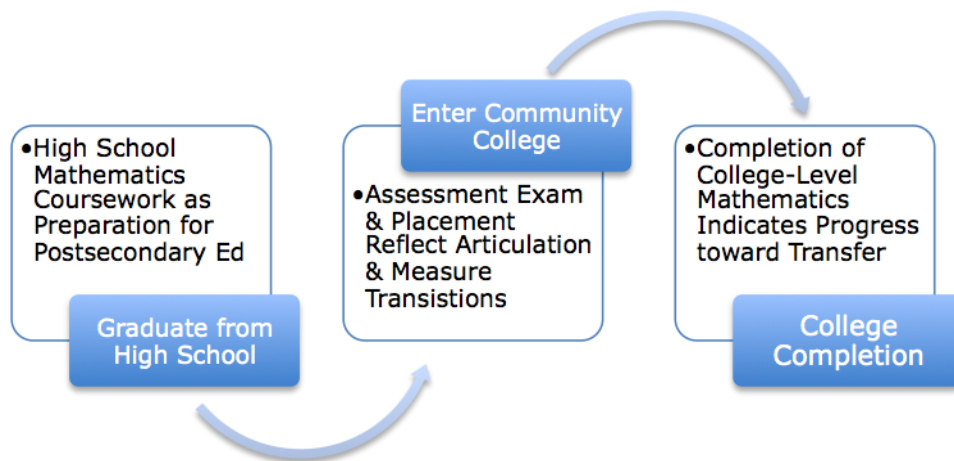 •High School
Mathematics
Coursework as
Preparation for
Postsecondary Ed
Graduate from
High School
Enter Community
College
•Assessment Exam
& Placement
Reflect Articulation
& Measure
Transistions
•Completion of
College-Level
Mathematics
Indicates Progress
toward Transfer
College
Completion